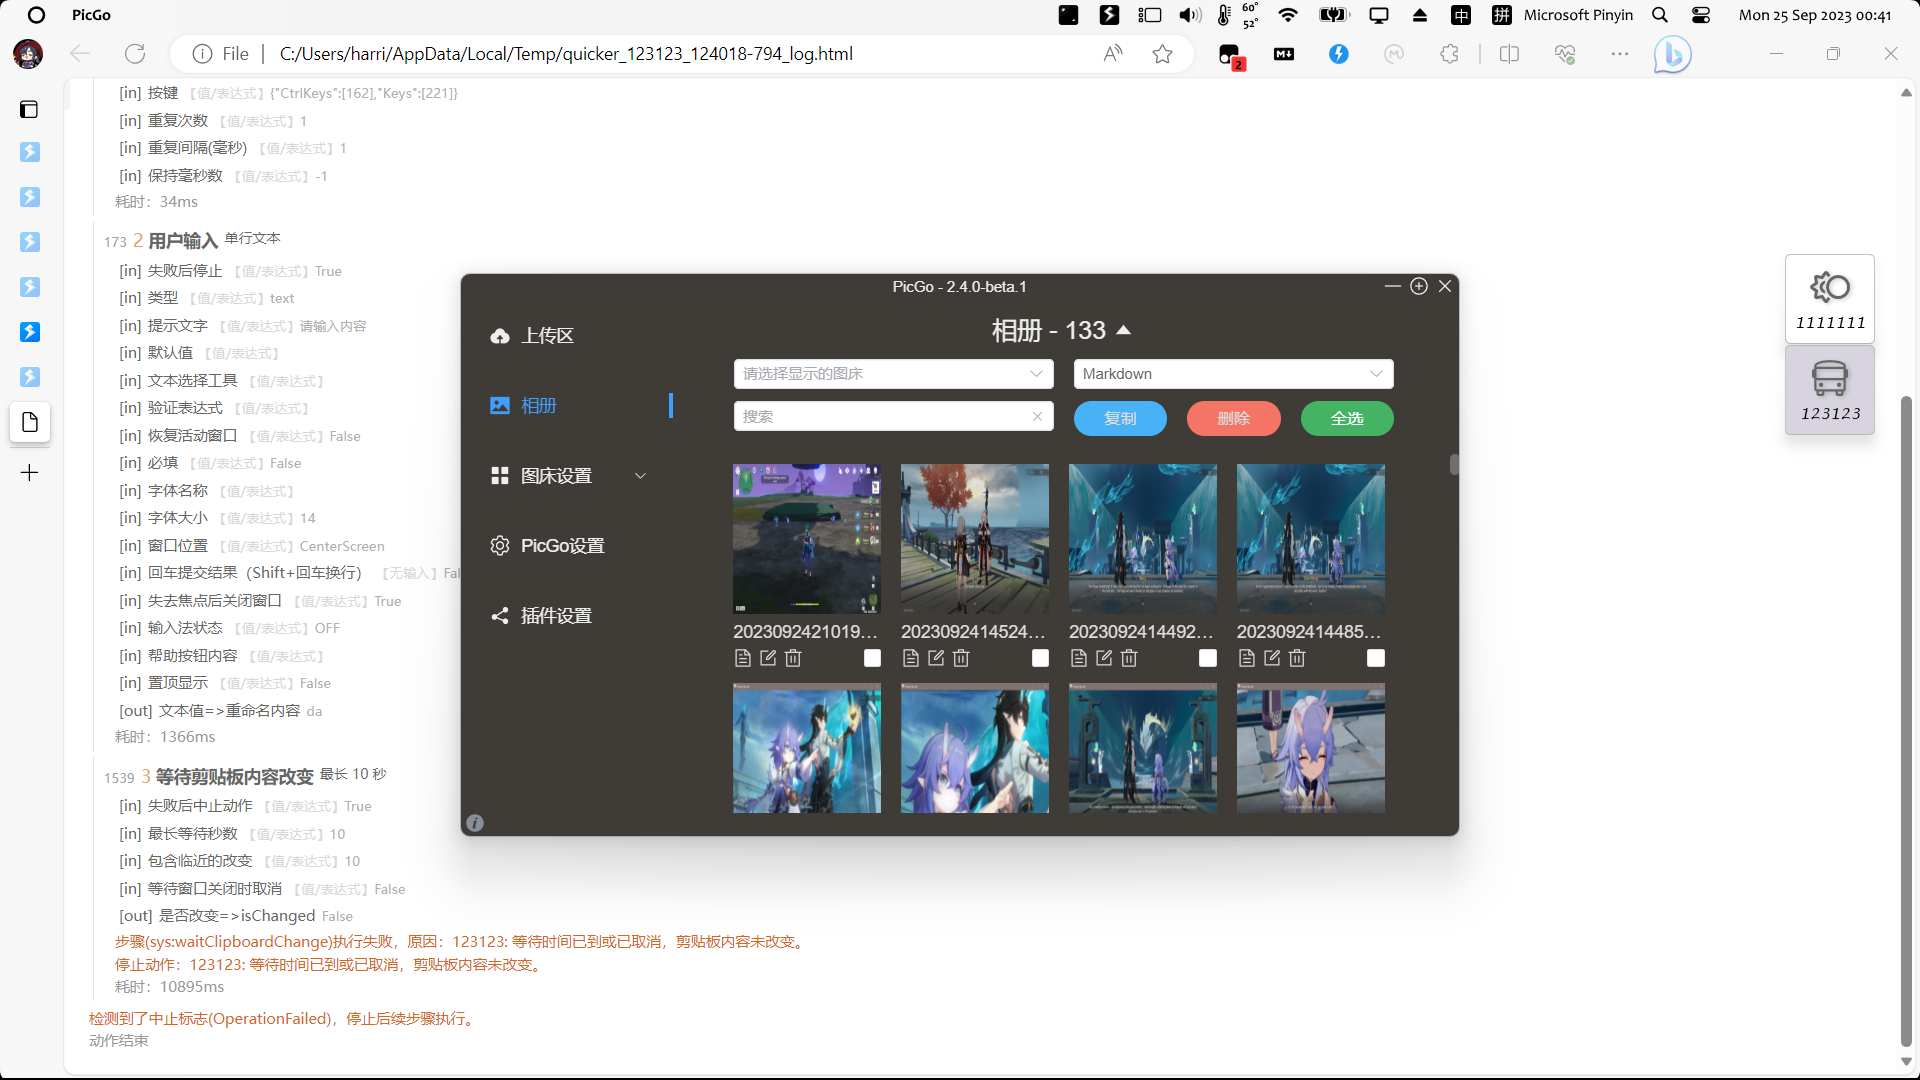 PicGo
60°
52°
中
拼
Microsoft Pinyin
Mon 25 Sep 2023 00:41
File
C:/Users/harri/AppData/Local/Temp/quicker_123123_124018-794_log.html
2
[in] 按键 【值/表达式】{"CtrlKeys":[162],"Keys":[221]}
[in] 重复次数 【值/表达式】1
[in] 重复间隔(毫秒) 【值/表达式】1
[in] 保持毫秒数 【值/表达式】-1
耗时：34ms
173 2 用户输入 单行文本
[in] 失败后停止 【值/表达式】True
[in] 类型 【值/表达式】text
[in] 提示文字 【值/表达式】请输入内容
[in] 默认值 【值/表达式】
[in] 文本选择工具 【值/表达式】
[in] 验证表达式 【值/表达式】
[in] 恢复活动窗口 【值/表达式】False
[in] 必填 【值/表达式】False
[in] 字体名称 【值/表达式】
[in] 字体大小 【值/表达式】14
[in] 窗口位置 【值/表达式】CenterScreen
[in] 回车提交结果（Shift+回车换行） 【无输入】Fal
[in] 失去焦点后关闭窗口 【值/表达式】True
[in] 输入法状态 【值/表达式】OFF
[in] 帮助按钮内容 【值/表达式】
[in] 置顶显示 【值/表达式】False
[out] 文本值=>重命名内容 da
耗时：1366ms
1539 3 等待剪贴板内容改变 最长 10 秒
[in] 失败后中止动作 【值/表达式】True
[in] 最长等待秒数 【值/表达式】10
[in] 包含临近的改变 【值/表达式】10
[in] 等待窗口关闭时取消 【值/表达式】False
[out] 是否改变=>isChanged False
步骤(sys:waitClipboardChange)执行失败，原因：123123: 等待时间已到或已取消，剪贴板内容未改变。
停止动作：123123: 等待时间已到或已取消，剪贴板内容未改变。
耗时：10895ms
检测到了中止标志(OperationFailed)，停止后续步骤执行。
动作结束
PicGo - 2.4.0-beta.1
上传区
相册
图床设置
PicGo设置
插件设置
相册 - 133
请选择显示的图床
Markdown
搜索
复制
删除
全选
2023092421019...
2023092414524...
2023092414492...
2023092414485...
1111111
123123